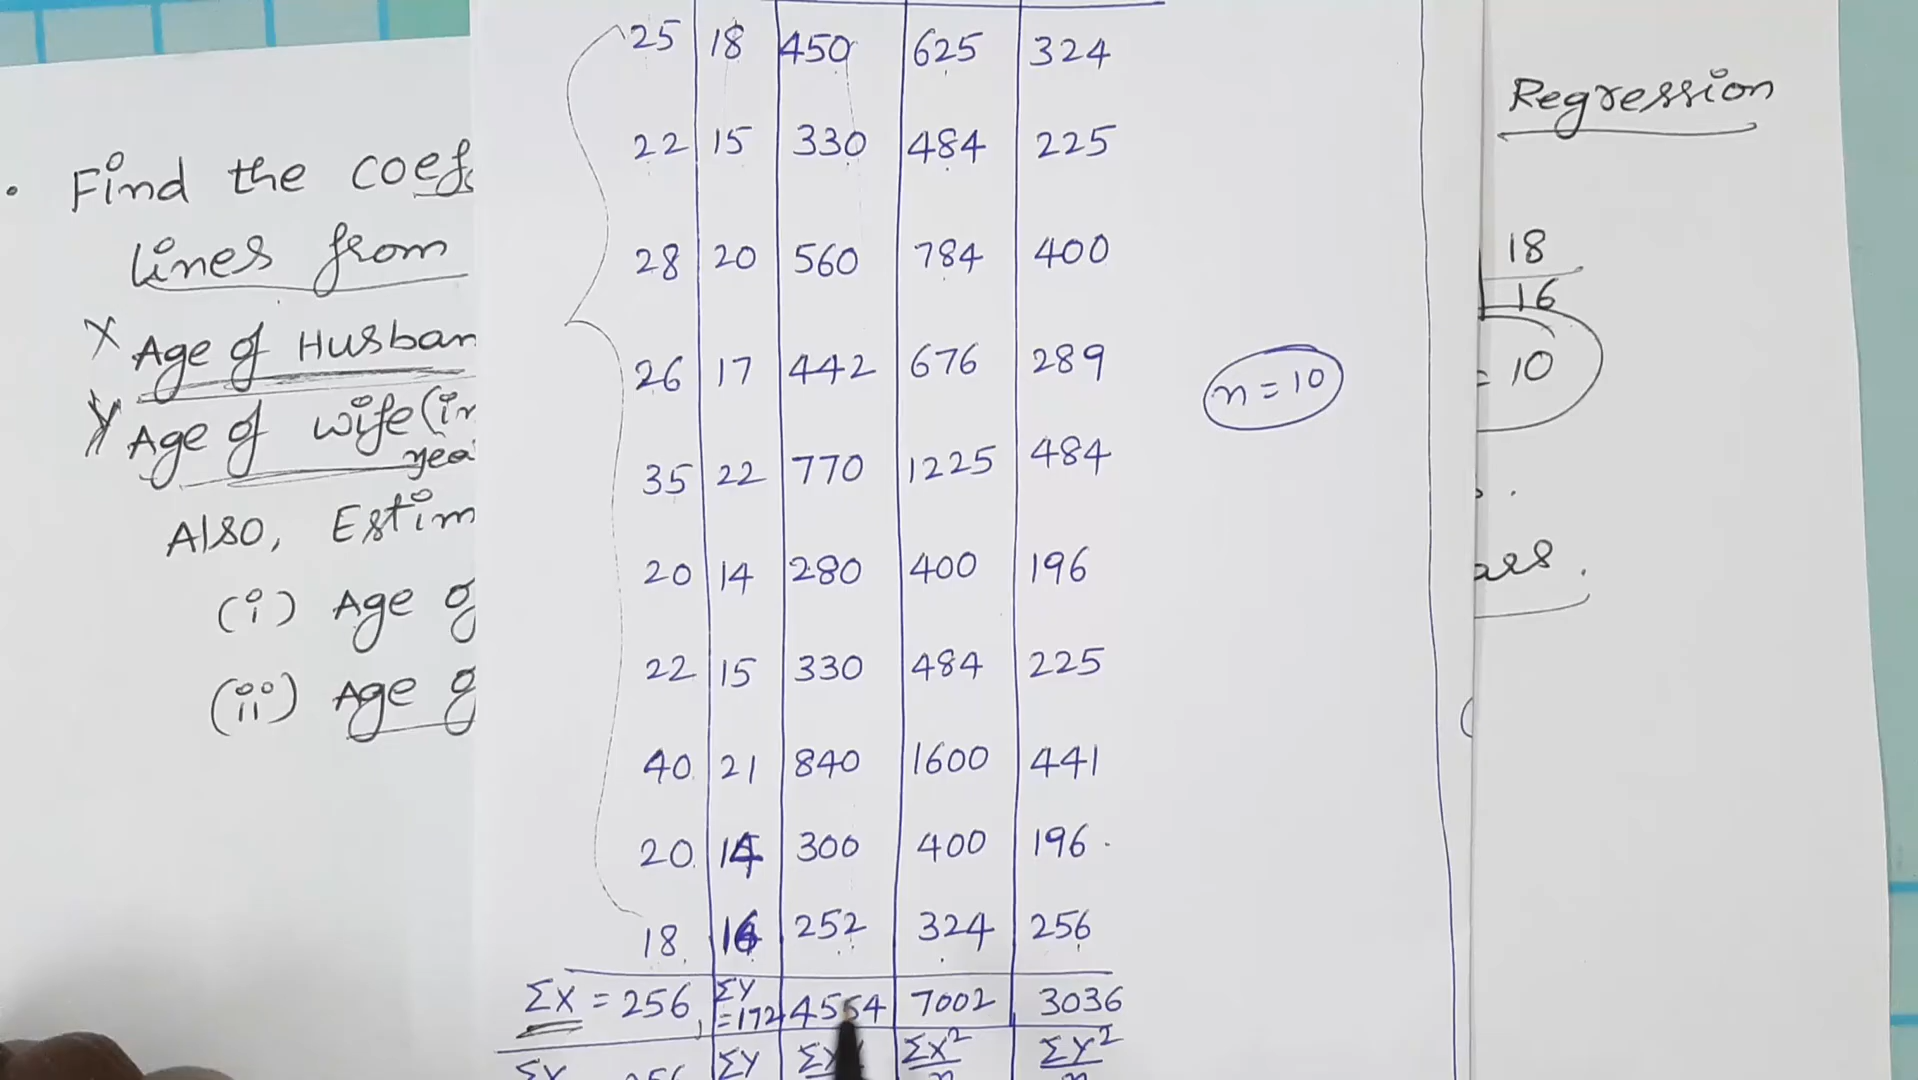 Find the coef
lines from
X Age of Husban
Y Age of wife (in
yea
Also, Estim
(i) Age of
(ii) Age of
25 18 450 625 324
22 15 330 484 225
28 20 560 784 400
26 17 442 676 289
35 22 770 1225 484
20 14 280 400 196
22 15 330 484 225
40 21 840 1600 441
20 14 300 400 196
18 16 252 324 256
ΣX = 256 ΣY = 172 4554 7002 3036
ΣX ΣY ΣX ΣX² ΣY²
n n
n = 10
Regression
18
16
= 10